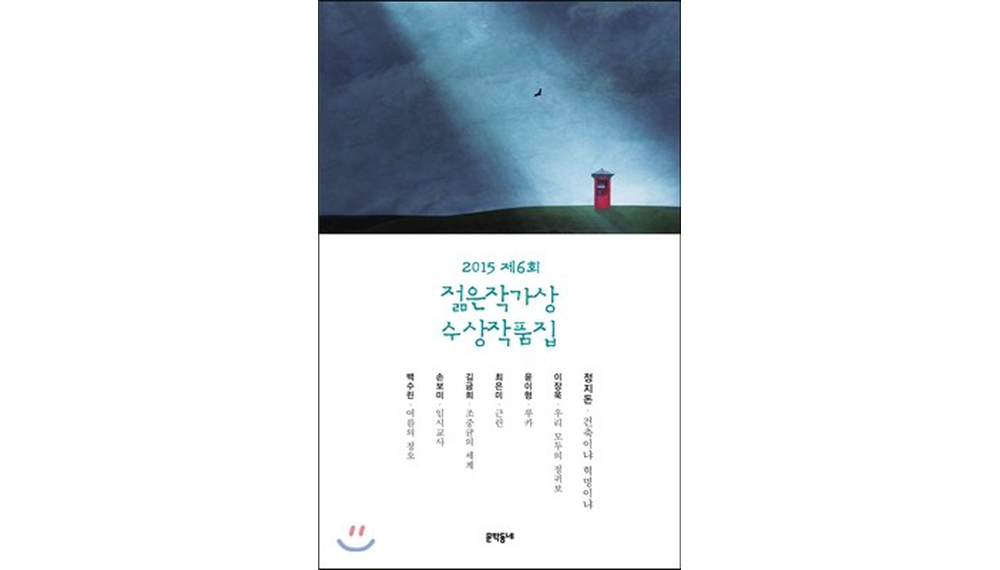 2015 제6회
젊은작가상
수상작품집
정지돈 · 건축이냐 혁명이냐
이장욱 · 우리 모두의 정귀보
윤이형 · 루카
최은미 · 근린
김금희 · 조중균의 세계
손보미 · 임시교사
백수린 · 여름의 정오
문학동네